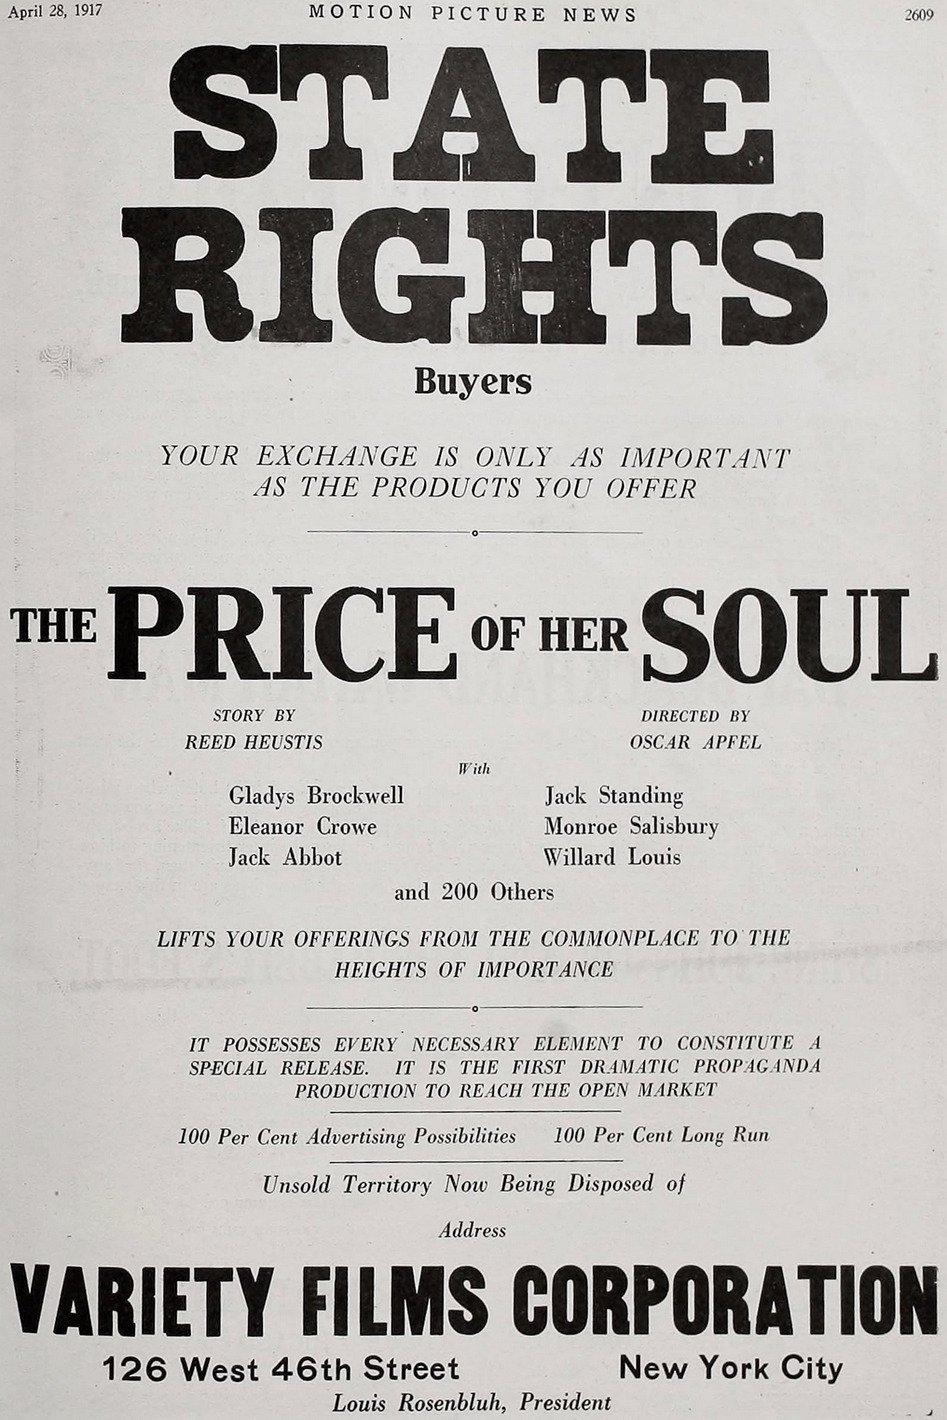 April 28, 1917 MOTION PICTURE NEWS 2609
STATE
RIGHTS
Buyers
YOUR EXCHANGE IS ONLY AS IMPORTANT
AS THE PRODUCTS YOU OFFER
THE PRICE OF HER SOUL
STORY BY DIRECTED BY
REED HEUSTIS OSCAR APFEL
With
Gladys Brockwell Jack Standing
Eleanor Crowe Monroe Salisbury
Jack Abbot Willard Louis
and 200 Others
LIFTS YOUR OFFERINGS FROM THE COMMONPLACE TO THE
HEIGHTS OF IMPORTANCE
IT POSSESSES EVERY NECESSARY ELEMENT TO CONSTITUTE A
SPECIAL RELEASE. IT IS THE FIRST DRAMATIC PROPAGANDA
PRODUCTION TO REACH THE OPEN MARKET
100 Per Cent Advertising Possibilities 100 Per Cent Long Run
Unsold Territory Now Being Disposed of
Address
VARIETY FILMS CORPORATION
126 West 46th Street New York City
Louis Rosenbluh, President